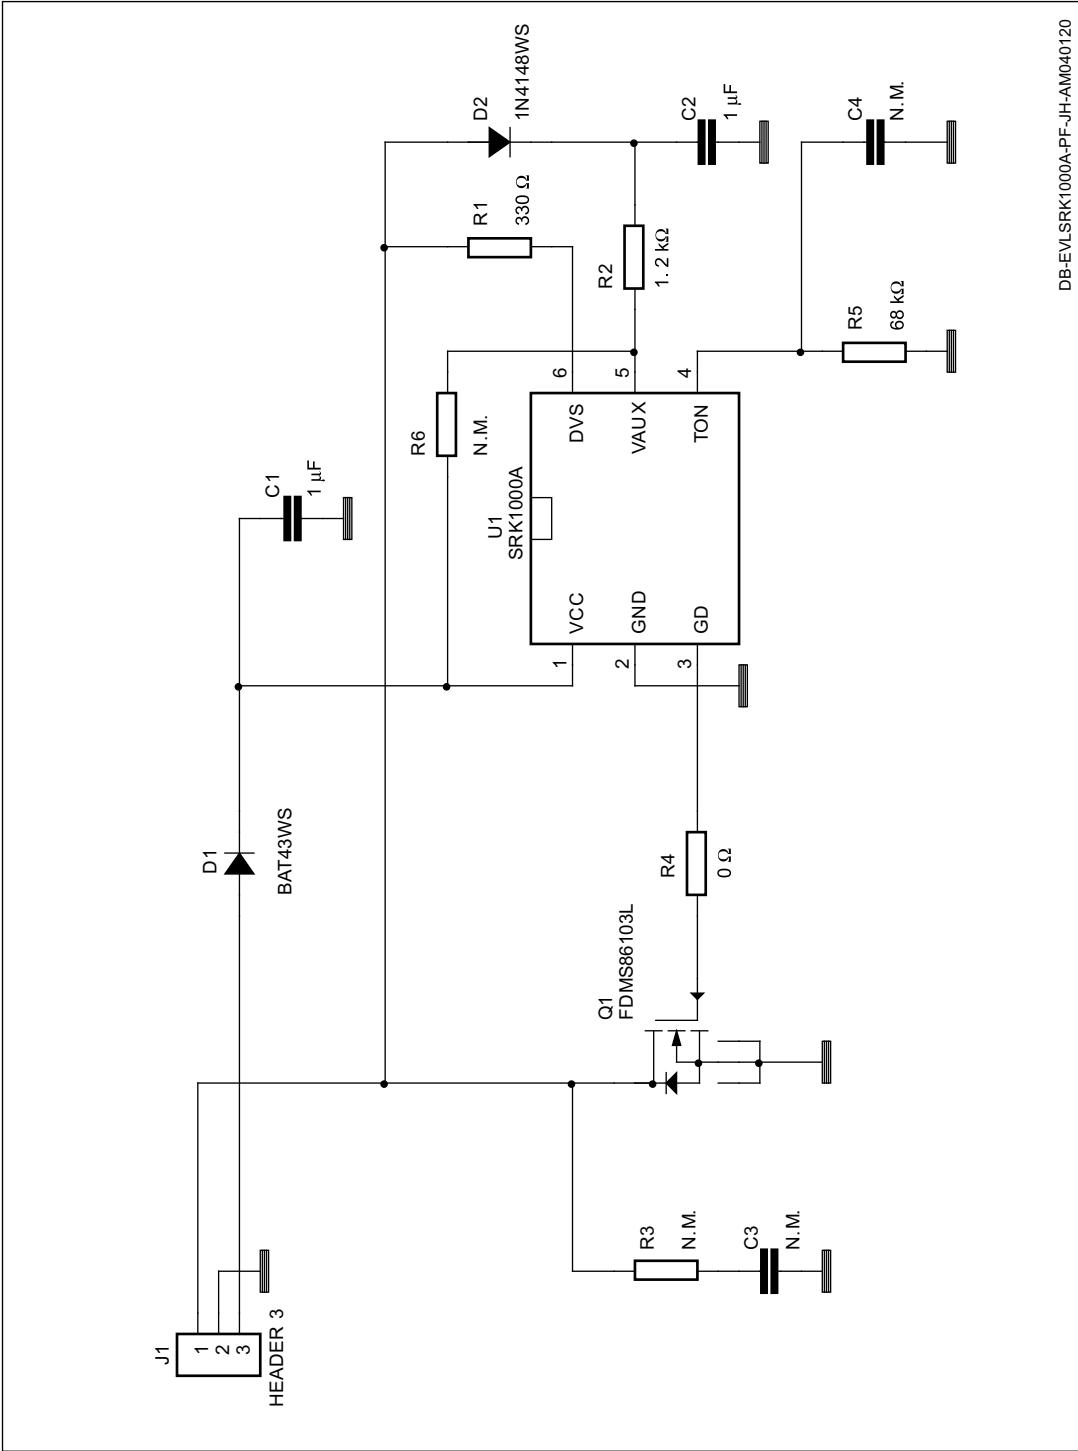 J1
1
2
3
HEADER 3
D1
BAT43WS
C1
1 µF
R3
N.M.
C3
N.M.
Q1
FDMS86103L
R4
0 Ω
U1
SRK1000A
1
2
3
VCC
GND
GD
DVS
VAUX
TON
6
5
4
R6
N.M.
R1
330 Ω
D2
1N4148WS
R2
1. 2 kΩ
C2
1 µF
R5
68 kΩ
C4
N.M.
DB-EVLSRK1000A-PF-JH-AM040120